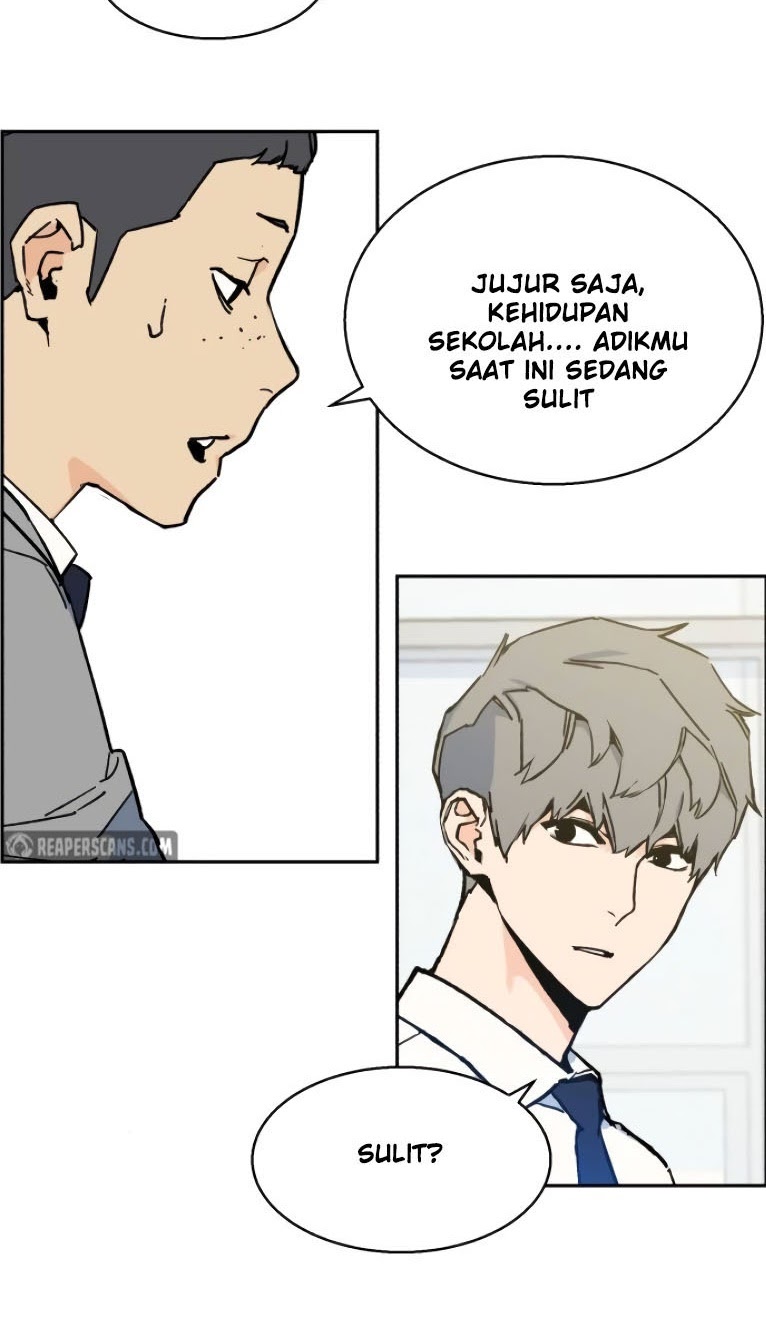 JUJUR SAJA,
KEHIDUPAN
SEKOLAH.... ADIKMU
SAAT INI SEDANG
SULIT
REAPERSCANS.COM
SULIT?